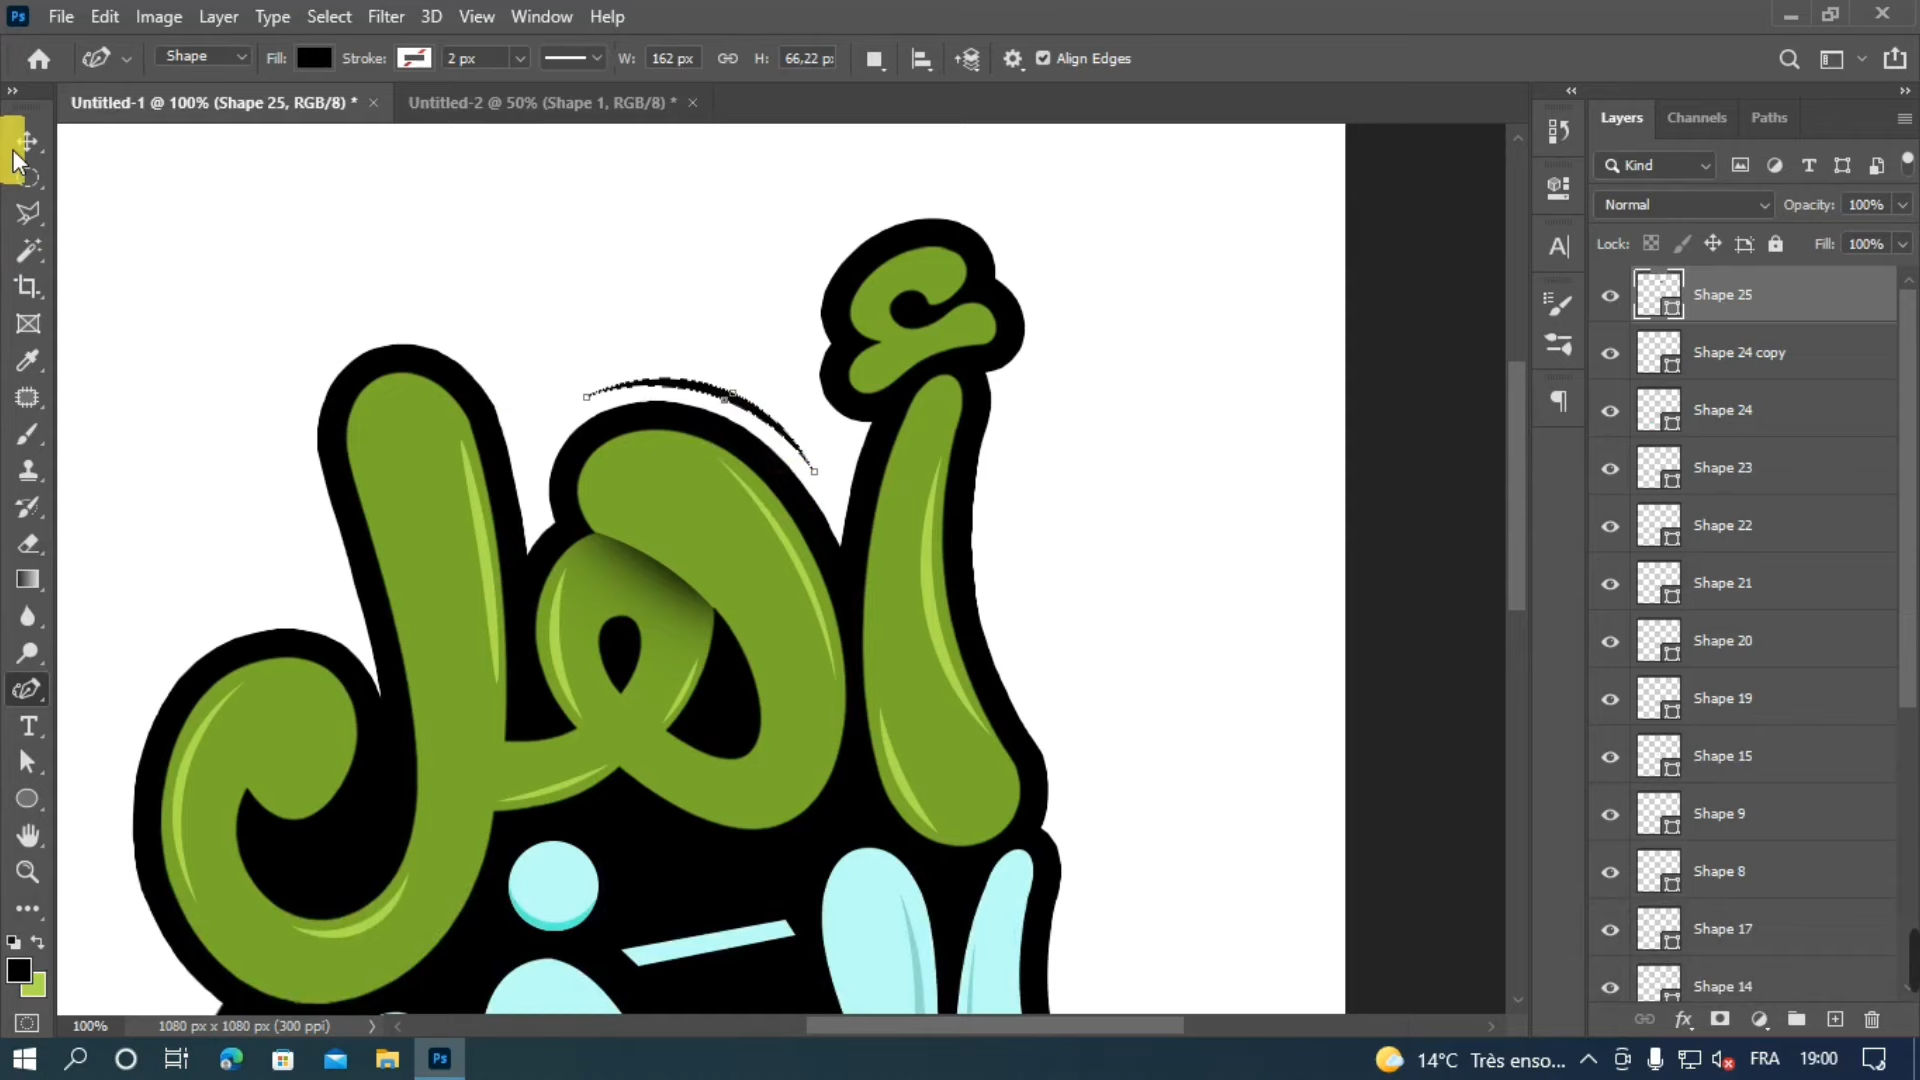 Ps File Edit Image Layer Type Select Filter 3D View Window Help
Shape Fill: Stroke: 2 px W: 162 px H: 66,22 p: Align Edges
Untitled-1 @ 100% (Shape 25, RGB/8) * Untitled-2 @ 50% (Shape 1, RGB/8) *
Layers Channels Paths
Kind
Normal Opacity: 100%
Lock: Fill: 100%
Shape 25
Shape 24 copy
Shape 24
Shape 23
Shape 22
Shape 21
Shape 20
Shape 19
Shape 15
Shape 9
Shape 8
Shape 17
Shape 14
أهل
100% 1080 px x 1080 px (300 ppi)
Ps 14°C Très enso... FRA 19:00